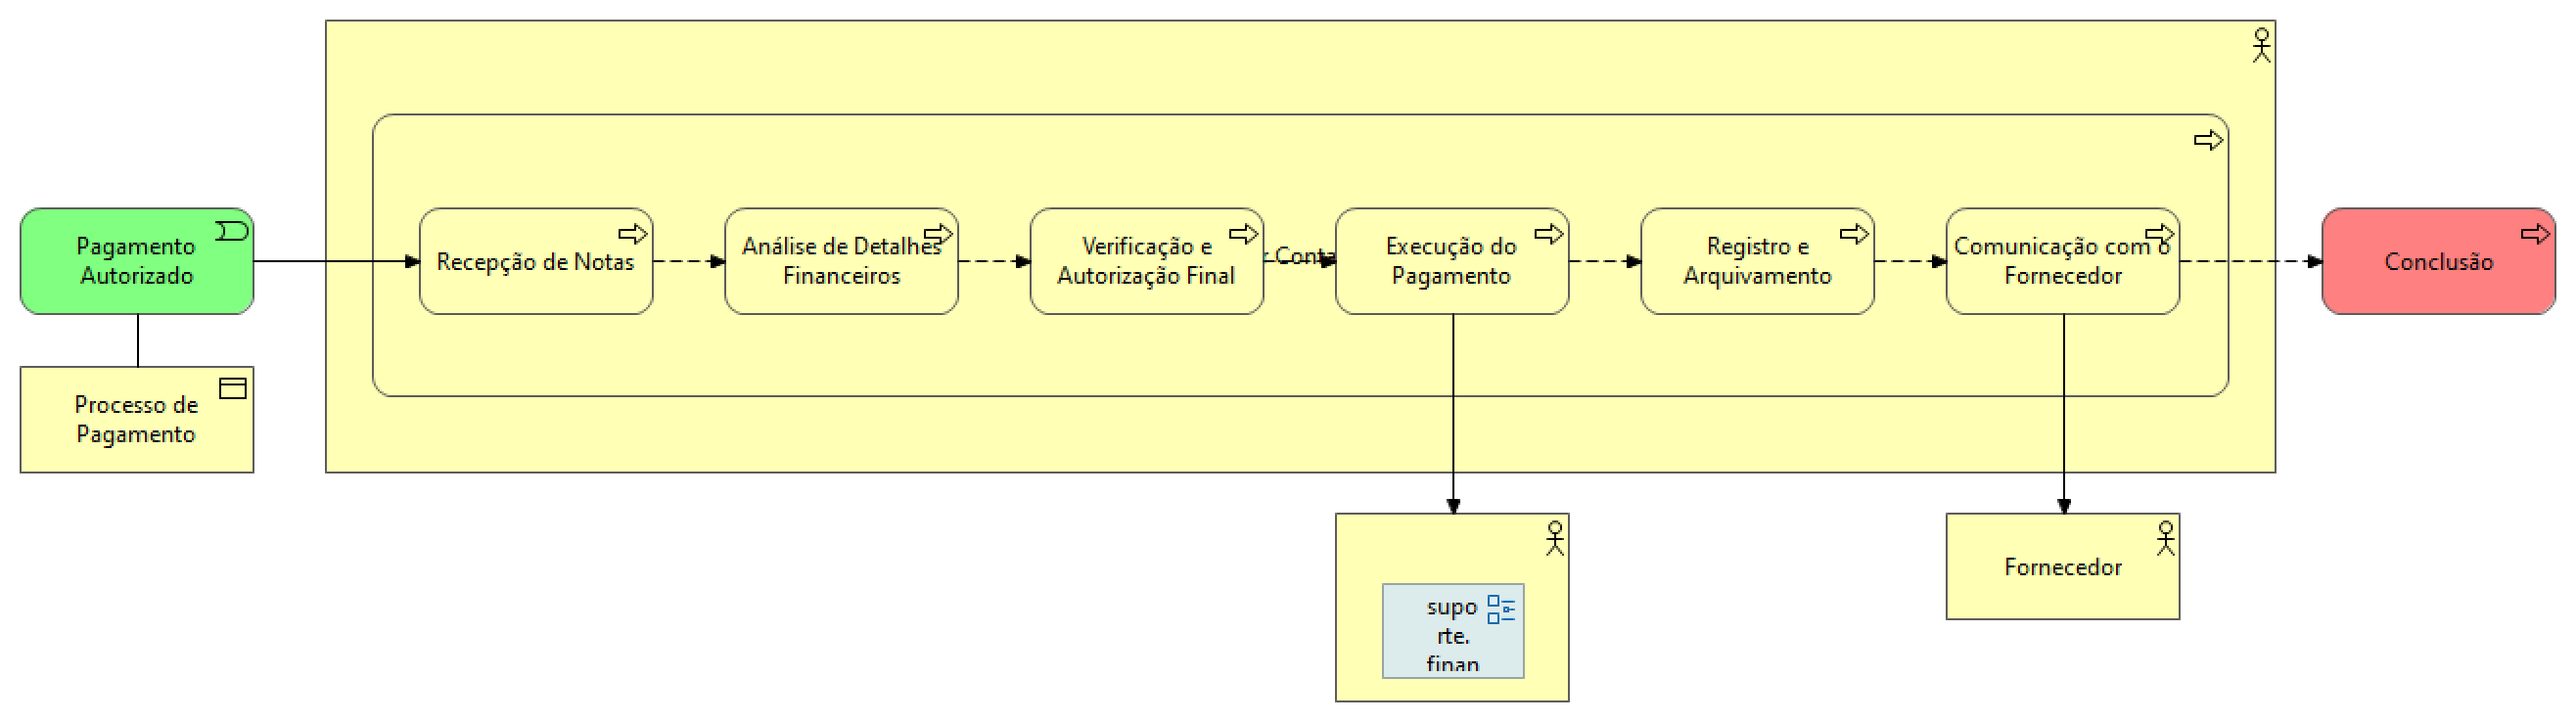 Pagamento
Autorizado
Processo de
Pagamento
Recepção de Notas
Análise de Detalhes
Financeiros
Verificação e
Autorização Final
Conta
Execução do
Pagamento
Registro e
Arquivamento
Comunicação com o
Fornecedor
Conclusão
supo
rte.
finan
Fornecedor